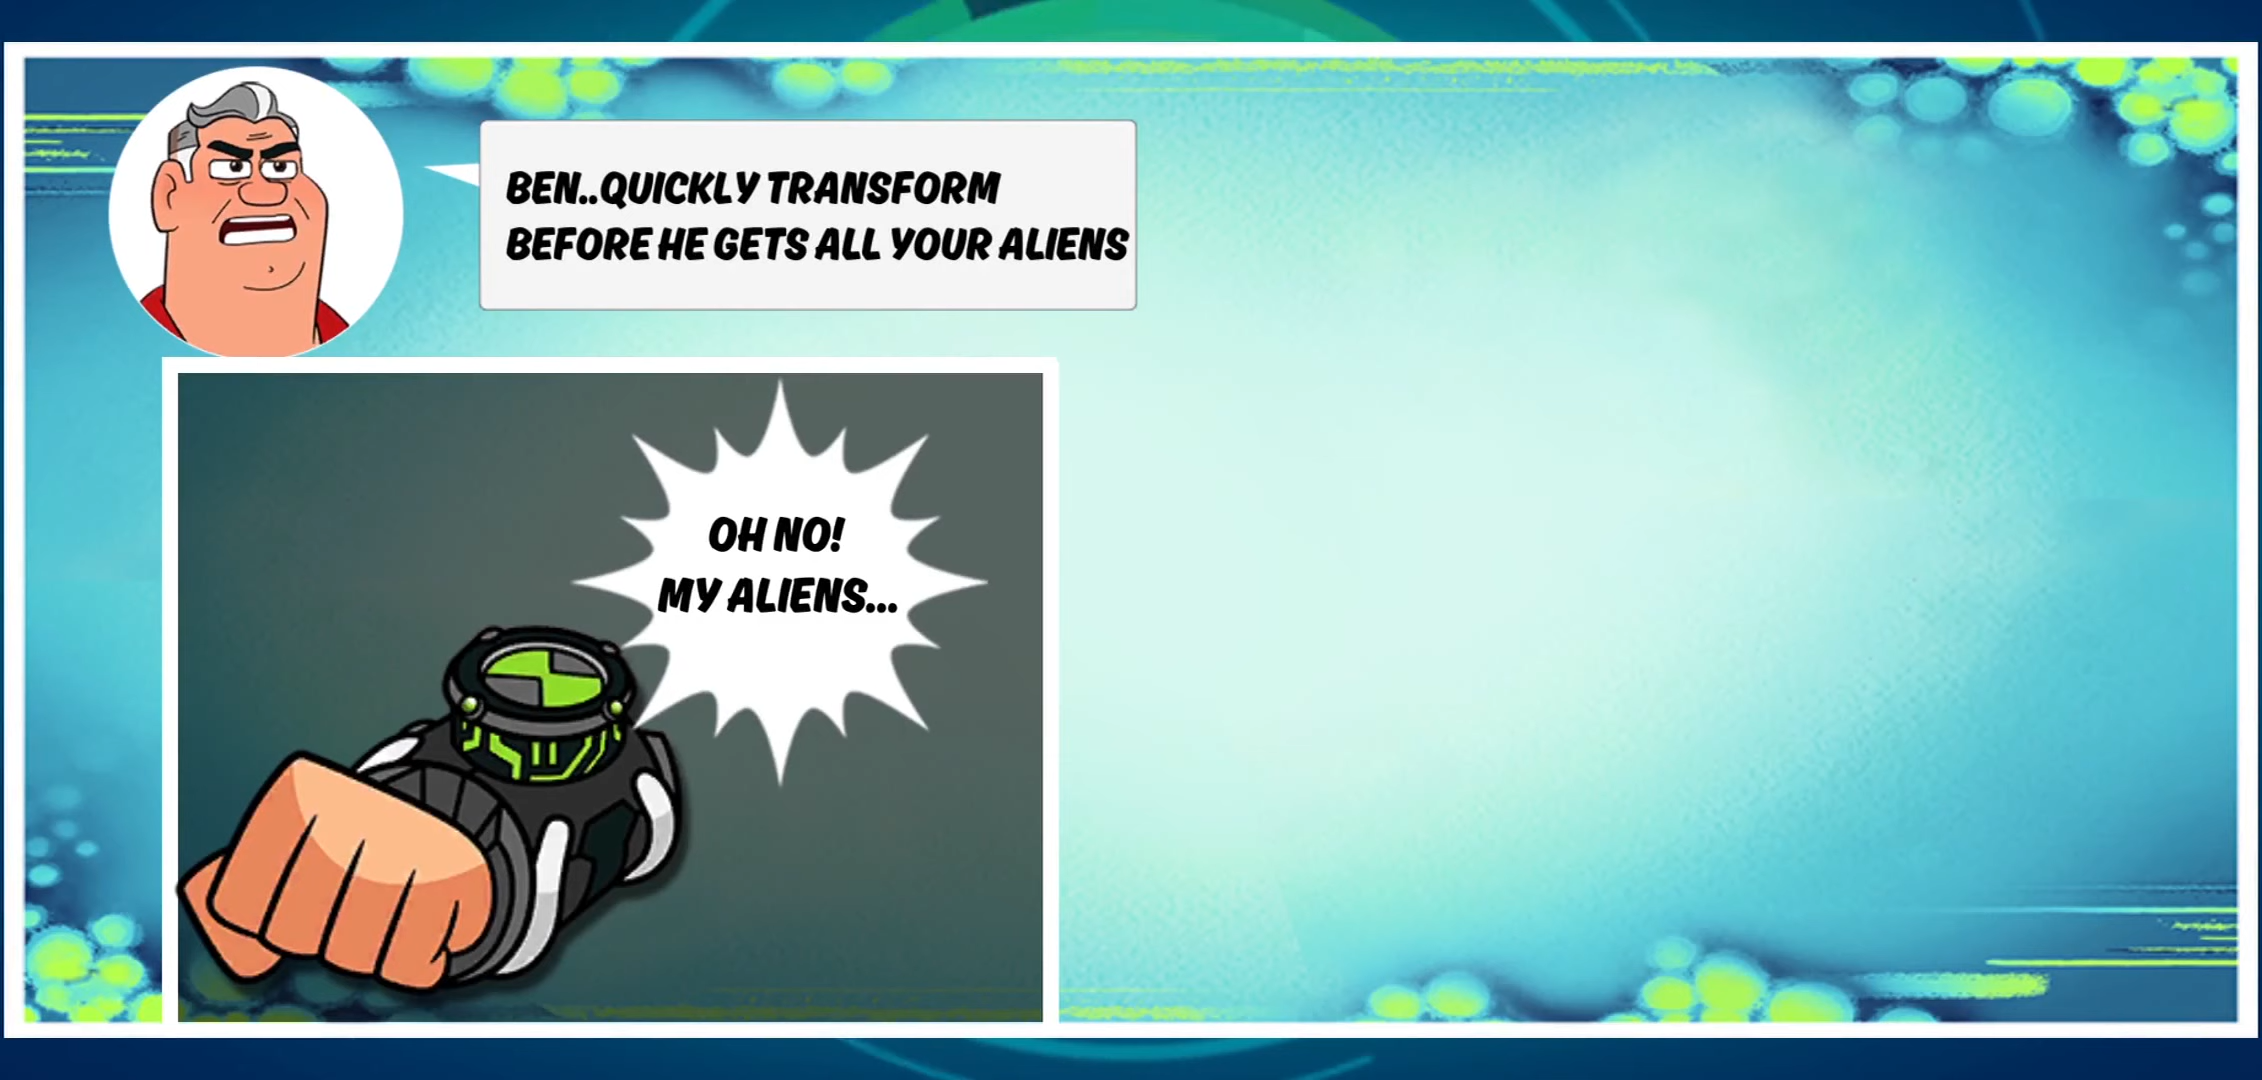 BEN..QUICKLY TRANSFORM
BEFORE HE GETS ALL YOUR ALIENS
OH NO!
MY ALIENS...